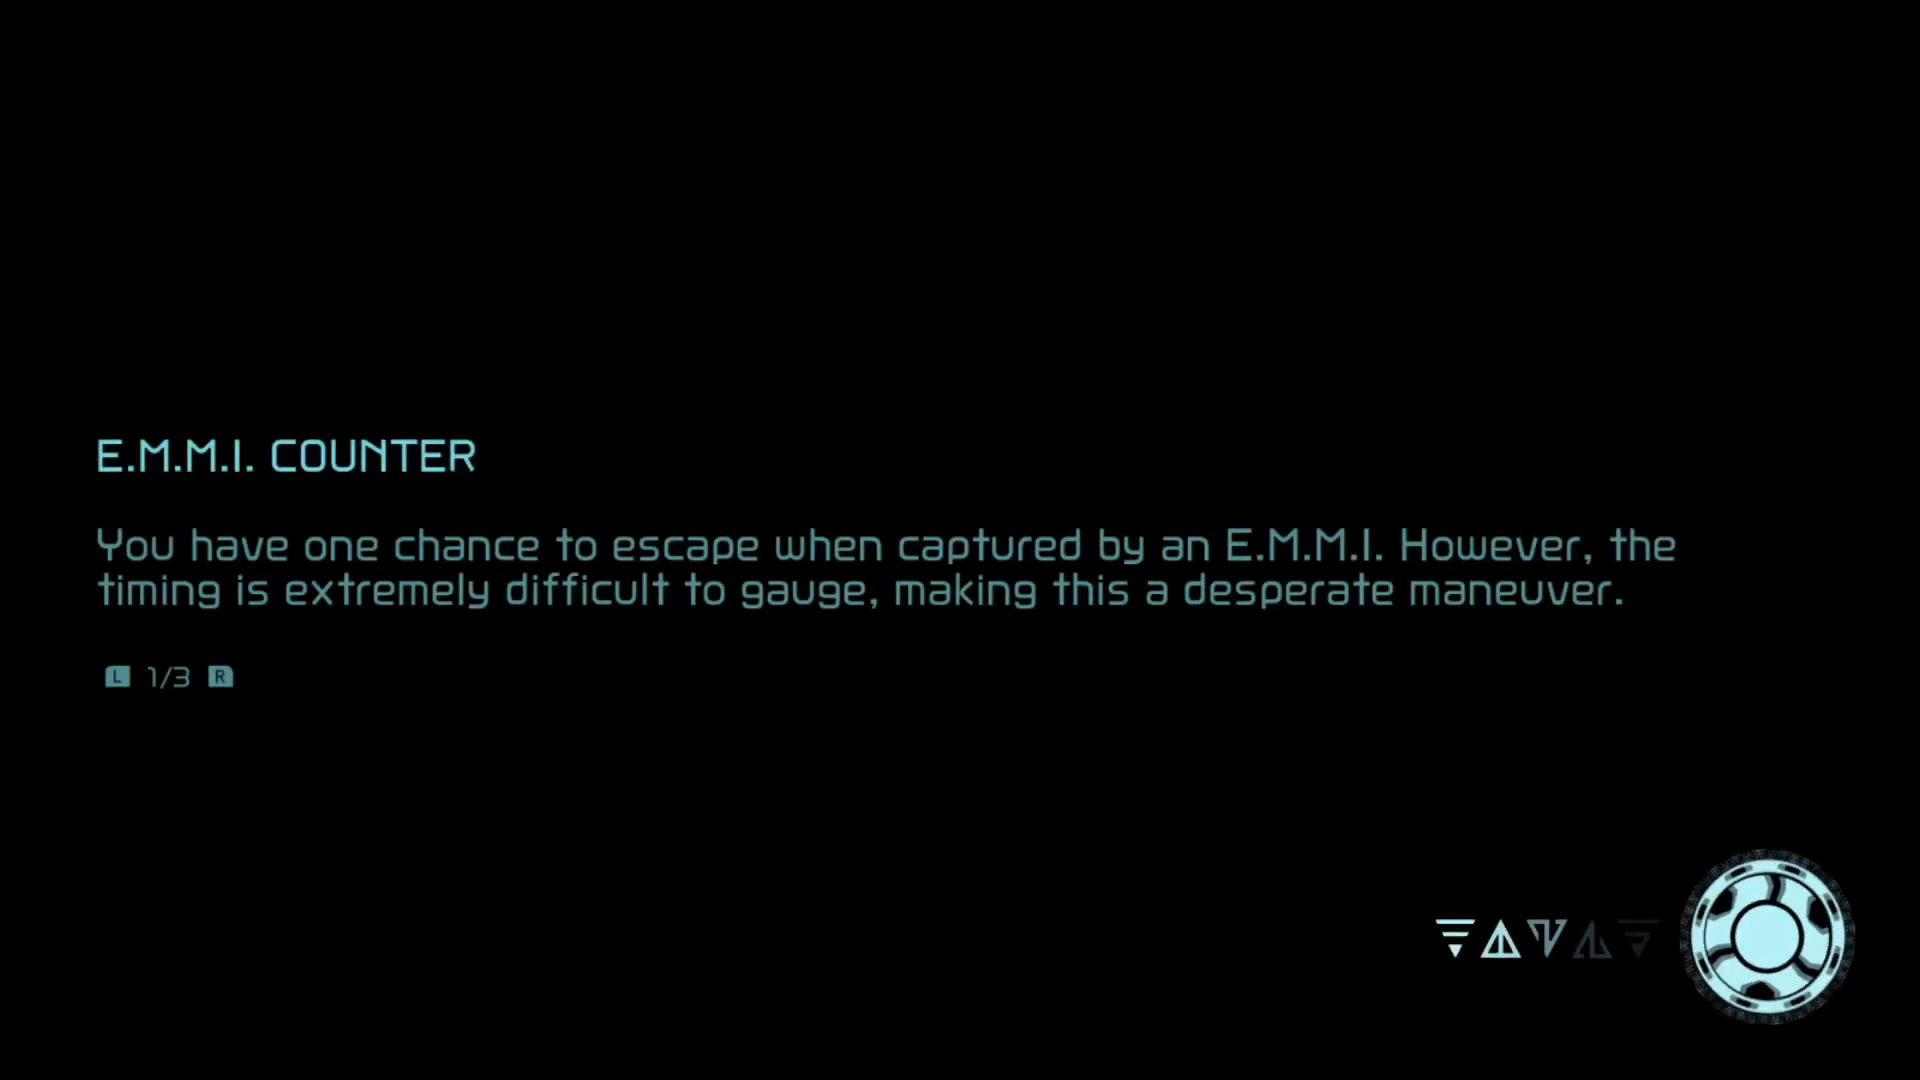 E.M.M.I. COUNTER
You have one chance to escape when captured by an E.M.M.I. However, the
timing is extremely difficult to gauge, making this a desperate maneuver.
L 1/3 R